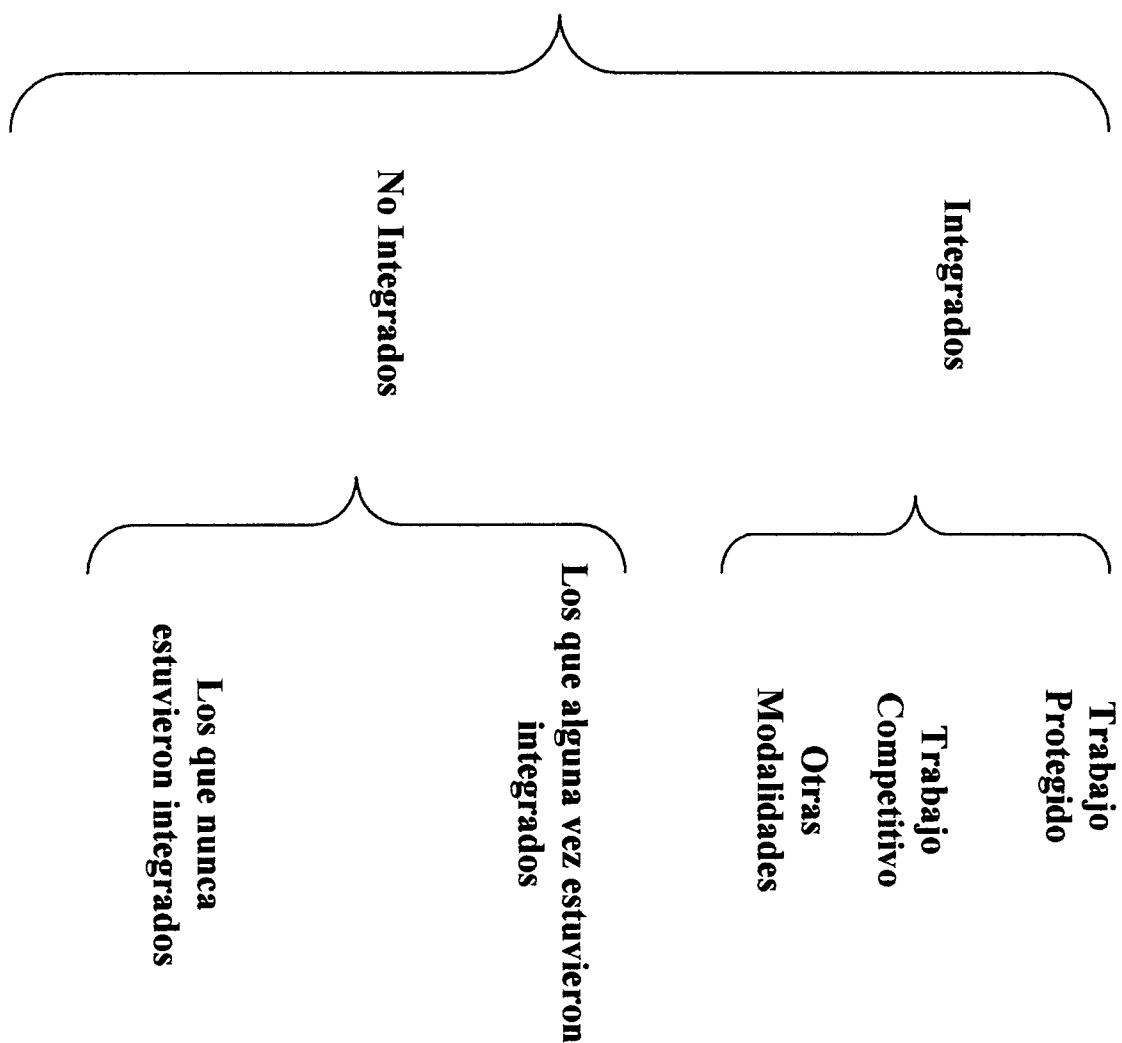 Integrados
Trabajo
Protegido
Trabajo
Competitivo
Otras
Modalidades
No Integrados
Los que alguna vez estuvieron
integrados
Los que nunca
estuvieron integrados